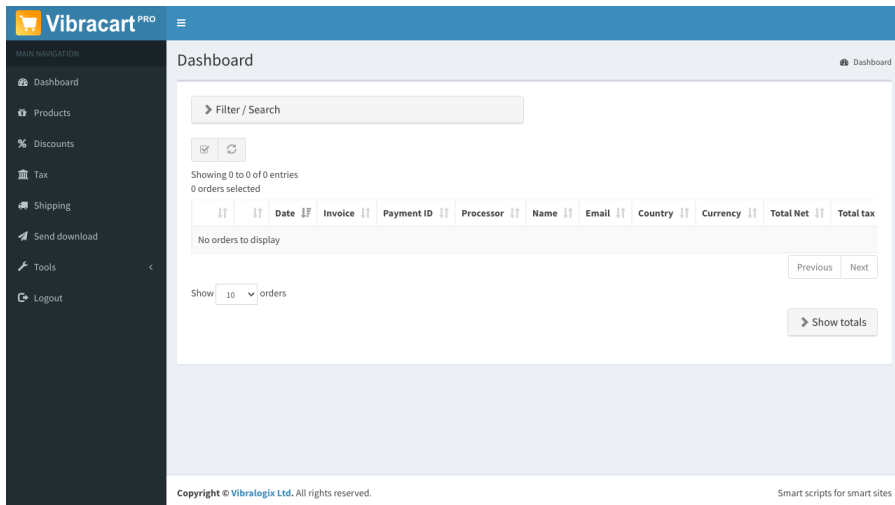 Vibracart PRO
MAIN NAVIGATION
Dashboard
Products
Discounts
Tax
Shipping
Send download
Tools
Logout
Dashboard
Dashboard
Filter / Search
Showing 0 to 0 of 0 entries
0 orders selected
Date Invoice Payment ID Processor Name Email Country Currency Total Net Total tax
No orders to display
Previous Next
Show 10 orders
Show totals
Copyright © Vibralogix Ltd. All rights reserved.
Smart scripts for smart sites